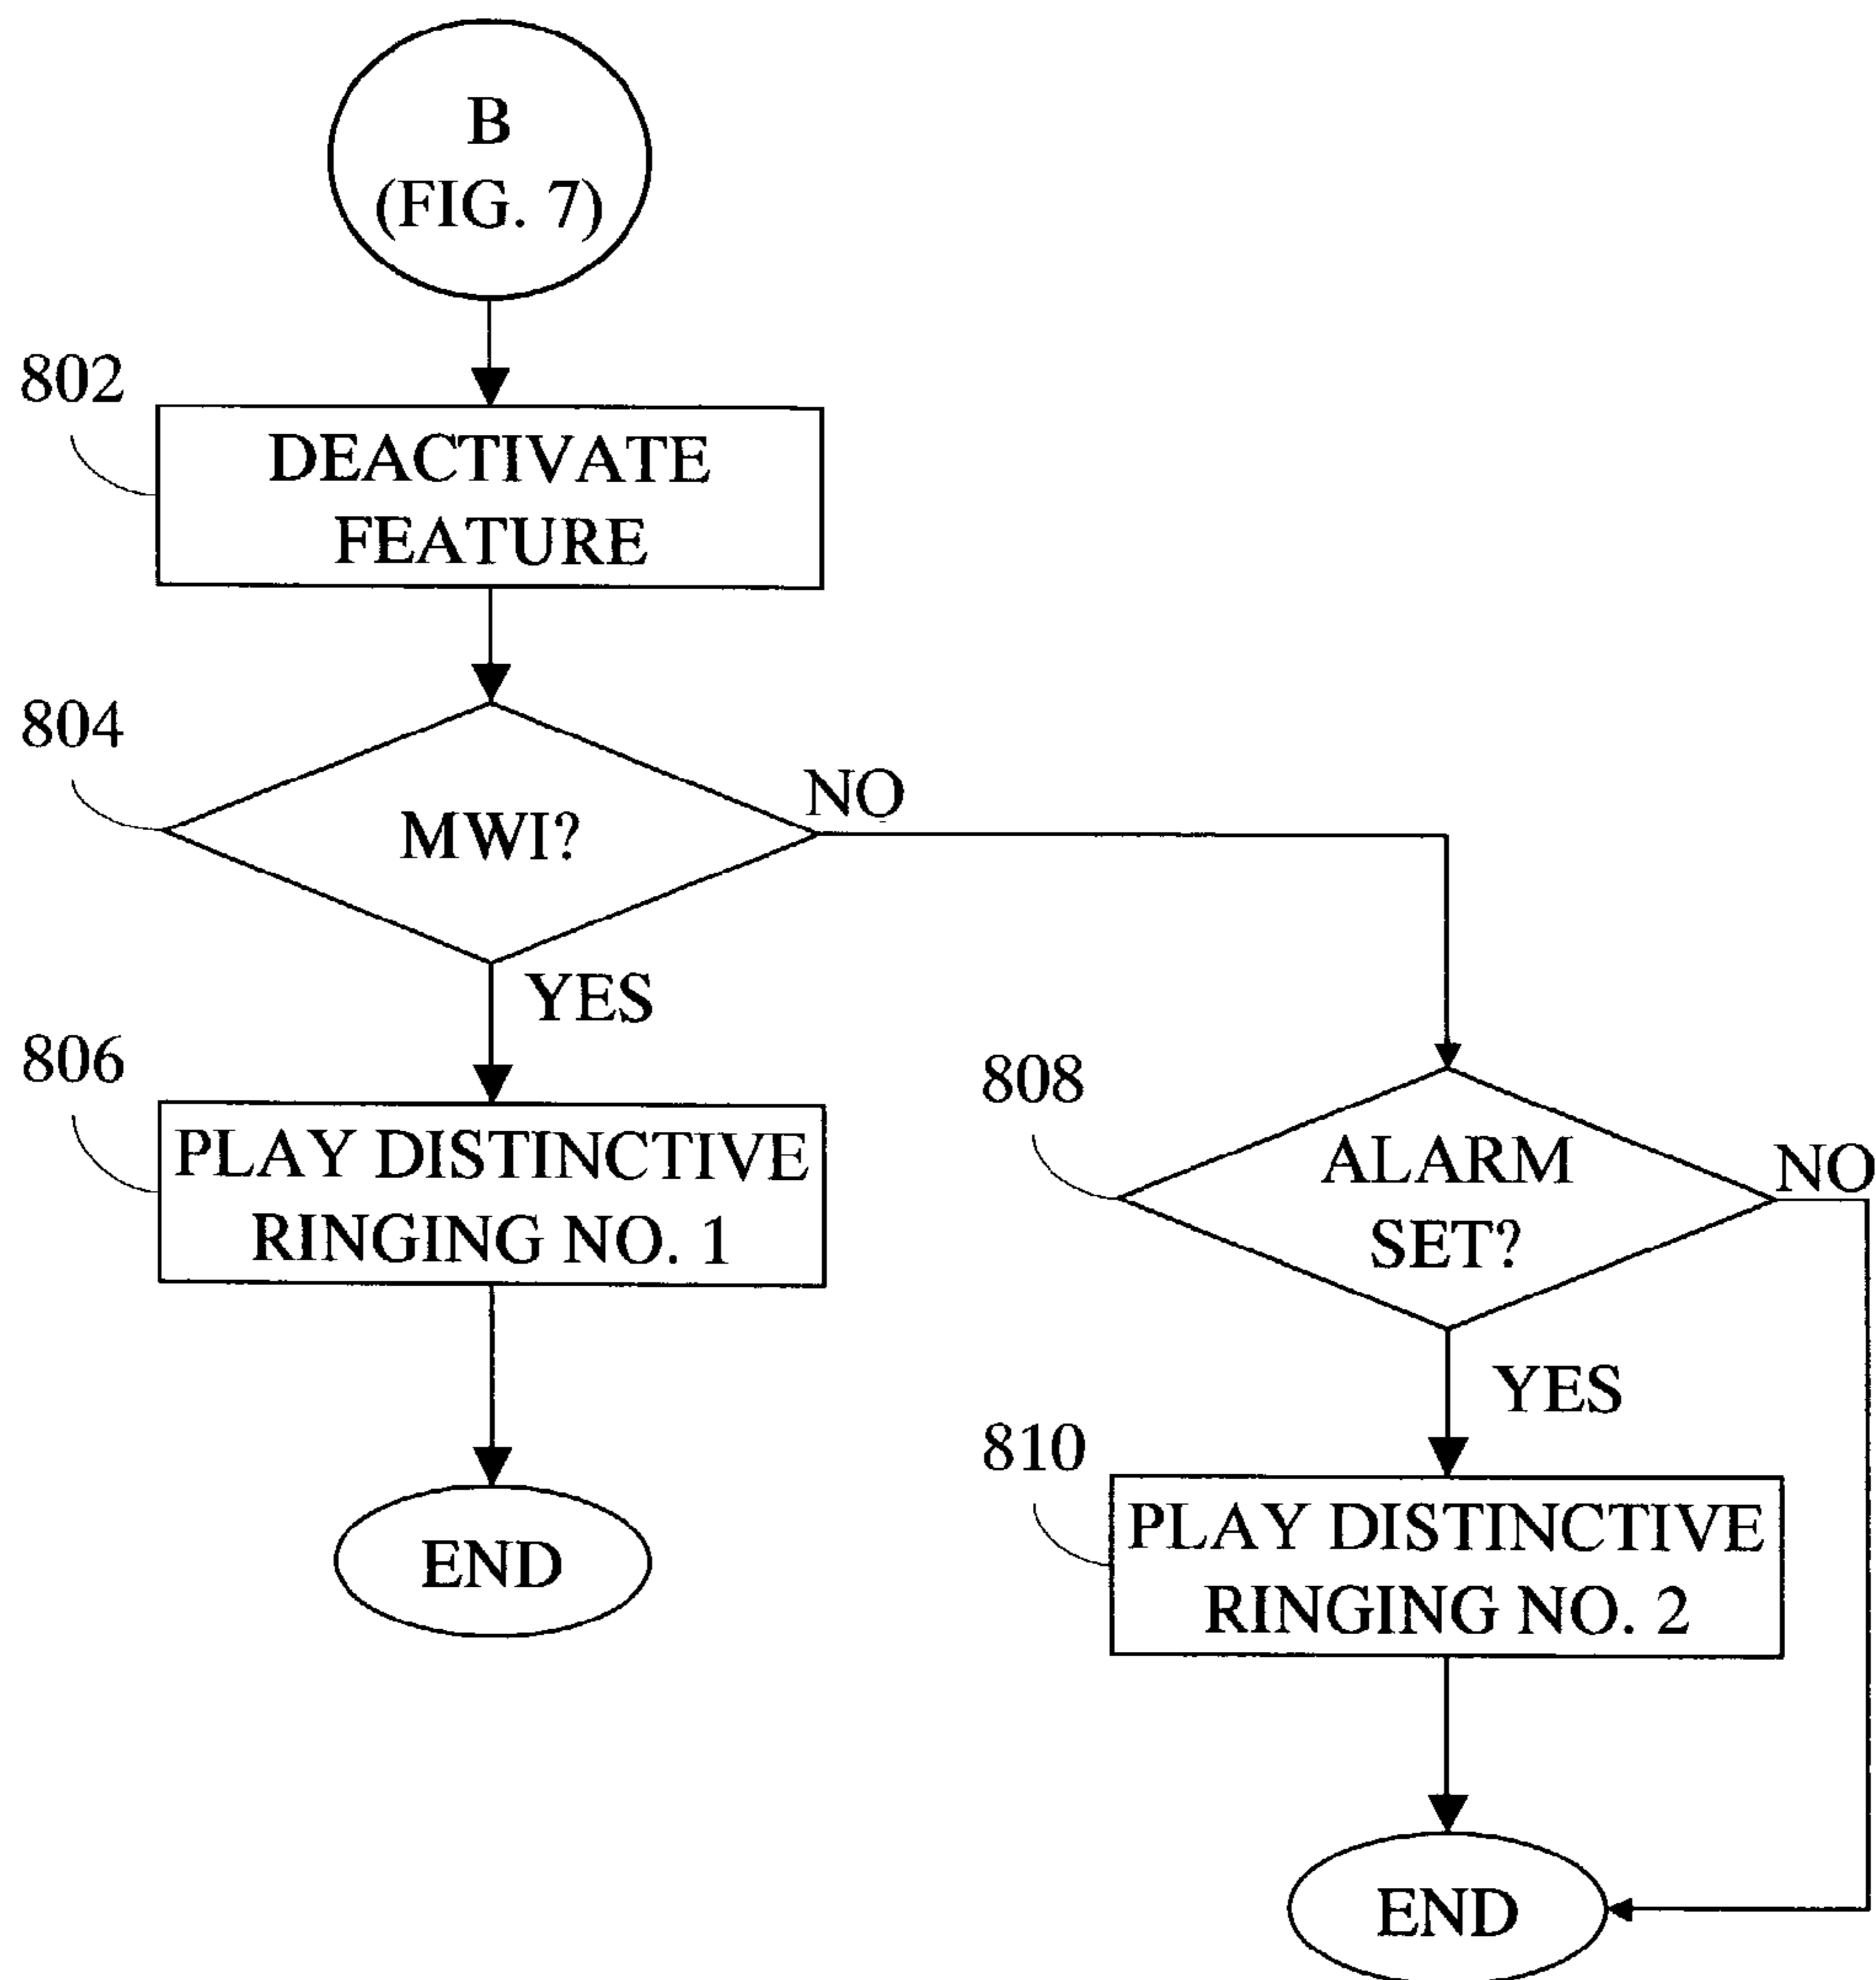 B
(FIG. 7)
802
DEACTIVATE
FEATURE
804
MWI?
NO
YES
806
PLAY DISTINCTIVE
RINGING NO. 1
END
808
ALARM
SET?
NO
YES
810
PLAY DISTINCTIVE
RINGING NO. 2
END